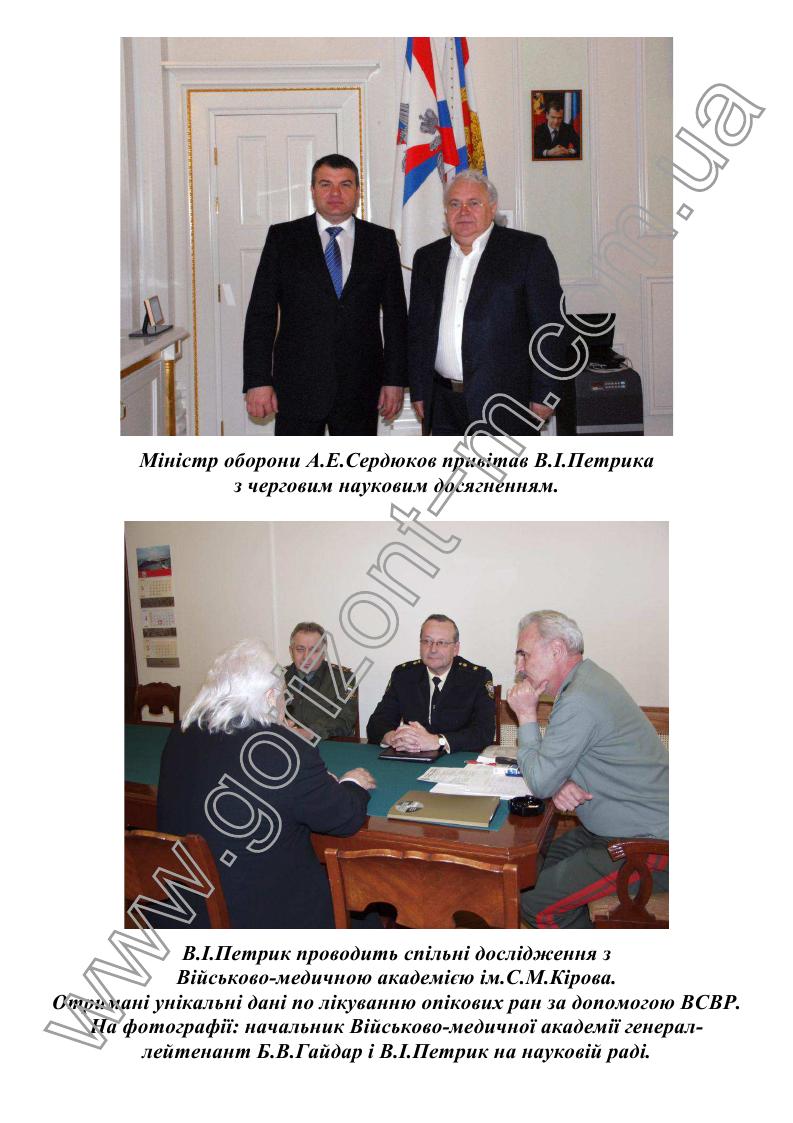 Міністр оборони А.Е.Сердюков привітав В.І.Петрика
з черговим науковим досягненням.
В.І.Петрик проводить спільні дослідження з
Військово-медичною академією ім.С.М.Кірова.
Отримані унікальні дані по лікуванню опікових ран за допомогою ВСВР.
На фотографії: начальник Військово-медичної академії генерал-
лейтенант Б.В.Гайдар і В.І.Петрик на науковій раді.
www.gorizont-m.com.ua